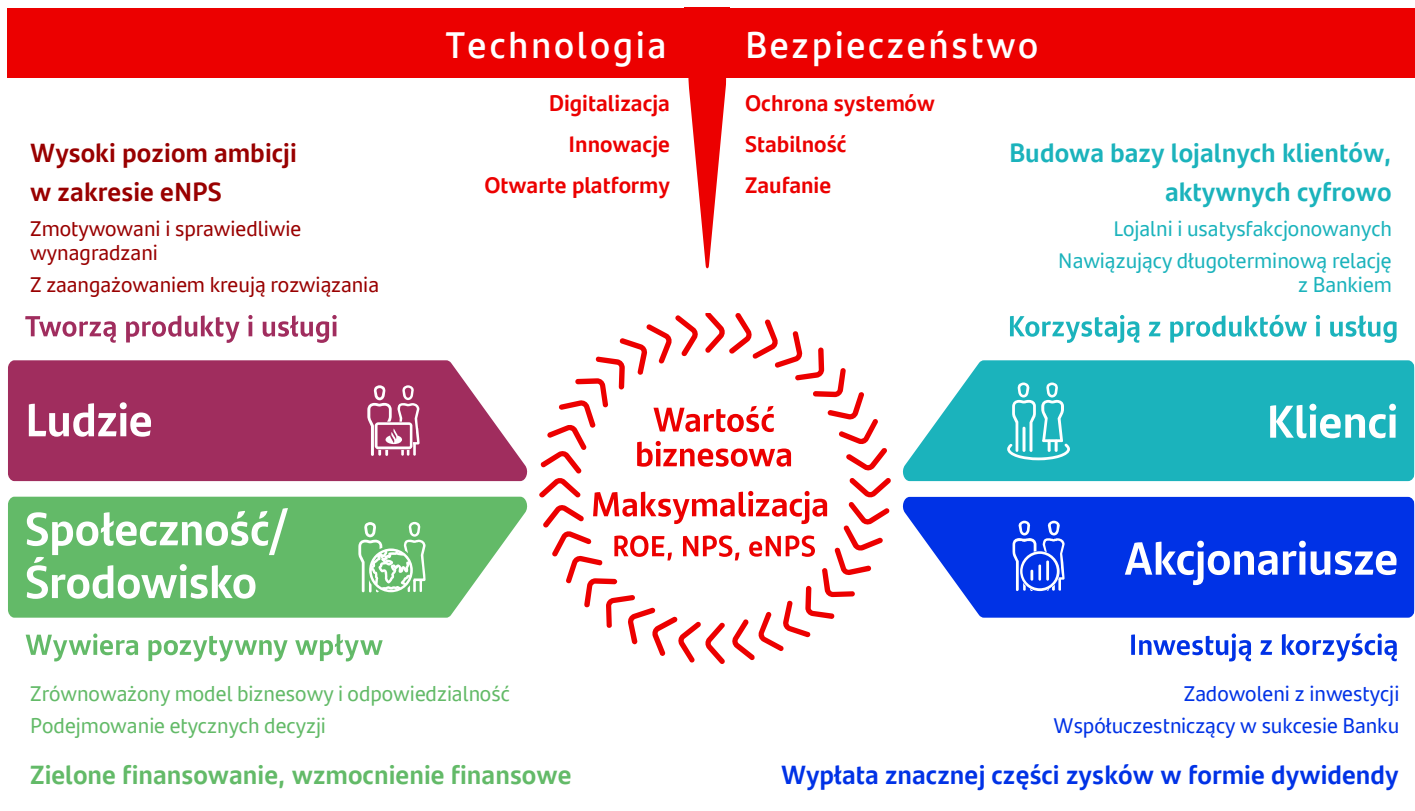 Technologia
Bezpieczeństwo
Digitalizacja
Innowacje
Otwarte platformy
Ochrona systemów
Stabilność
Zaufanie
Wysoki poziom ambicji
w zakresie eNPS
Zmotywowani i sprawiedliwie
wynagradzani
Z zaangażowaniem kreują rozwiązania
Tworzą produkty i usługi
Ludzie
Budowa bazy lojalnych klientów,
aktywnych cyfrowo
Lojalni i usatysfakcjonowanych
Nawiązujący długoterminową relację
z Bankiem
Korzystają z produktów i usług
Klienci
Wartość
biznesowa
Maksymalizacja
ROE, NPS, eNPS
Społeczność/
Środowisko
Wywiera pozytywny wpływ
Zrównoważony model biznesowy i odpowiedzialność
Podejmowanie etycznych decyzji
Zielone finansowanie, wzmocnienie finansowe
Akcjonariusze
Inwestują z korzyścią
Zadowoleni z inwestycji
Współuczestniczący w sukcesie Banku
Wypłata znacznej części zysków w formie dywidendy